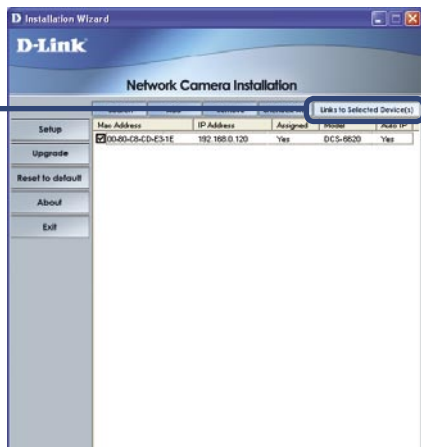 D Installation Wizard
D-Link
Network Camera Installation
Links to Selected Device(s)
Mac Address IP Address Assigned Model Auto IP
00-80-C8-CD-E3-1E 192.168.0.120 Yes DCS-6620 Yes
Setup
Upgrade
Reset to default
About
Exit